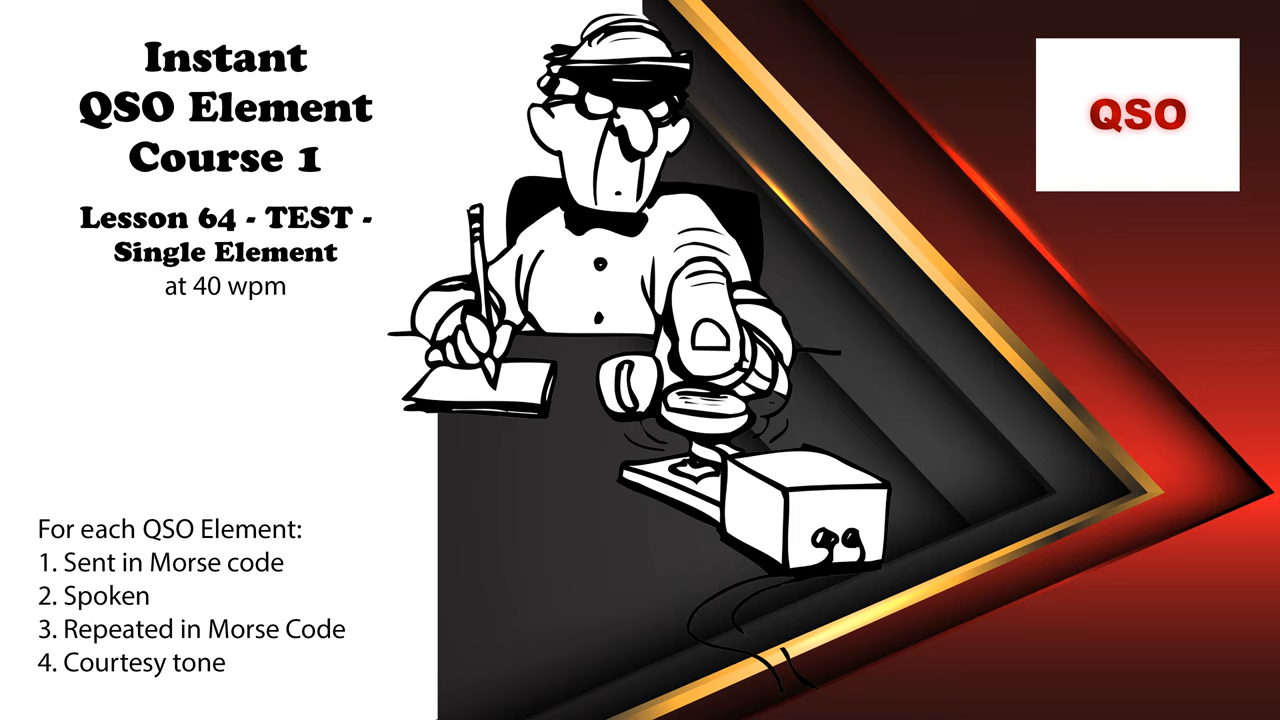 Instant
QSO Element
Course 1
Lesson 64 - TEST -
Single Element
at 40 wpm
QSO
For each QSO Element:
1. Sent in Morse code
2. Spoken
3. Repeated in Morse Code
4. Courtesy tone